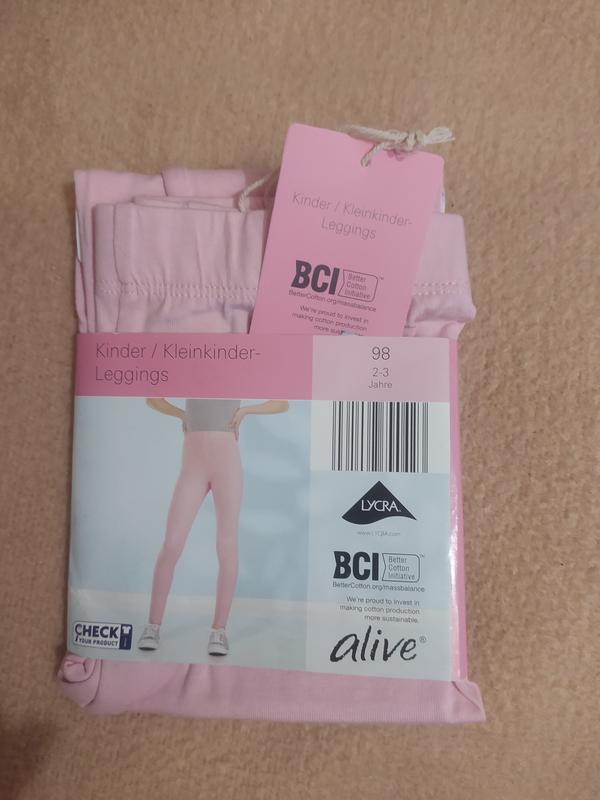 Kinder / Kleinkinder-
Leggings
BCI
Better
Cotton
Initiative
TM
BetterCotton.org/massbalance
We're proud to invest in
making cotton production
Kinder / Kleinkinder-
Leggings
98
2-3
Jahre
LYCRA
www.LYCRA.com
BCI
Better
Cotton
Initiative
TM
BetterCotton.org/massbalance
We're proud to invest in
making cotton production
more sustainable.
CHECK
YOUR PRODUCT
alive®